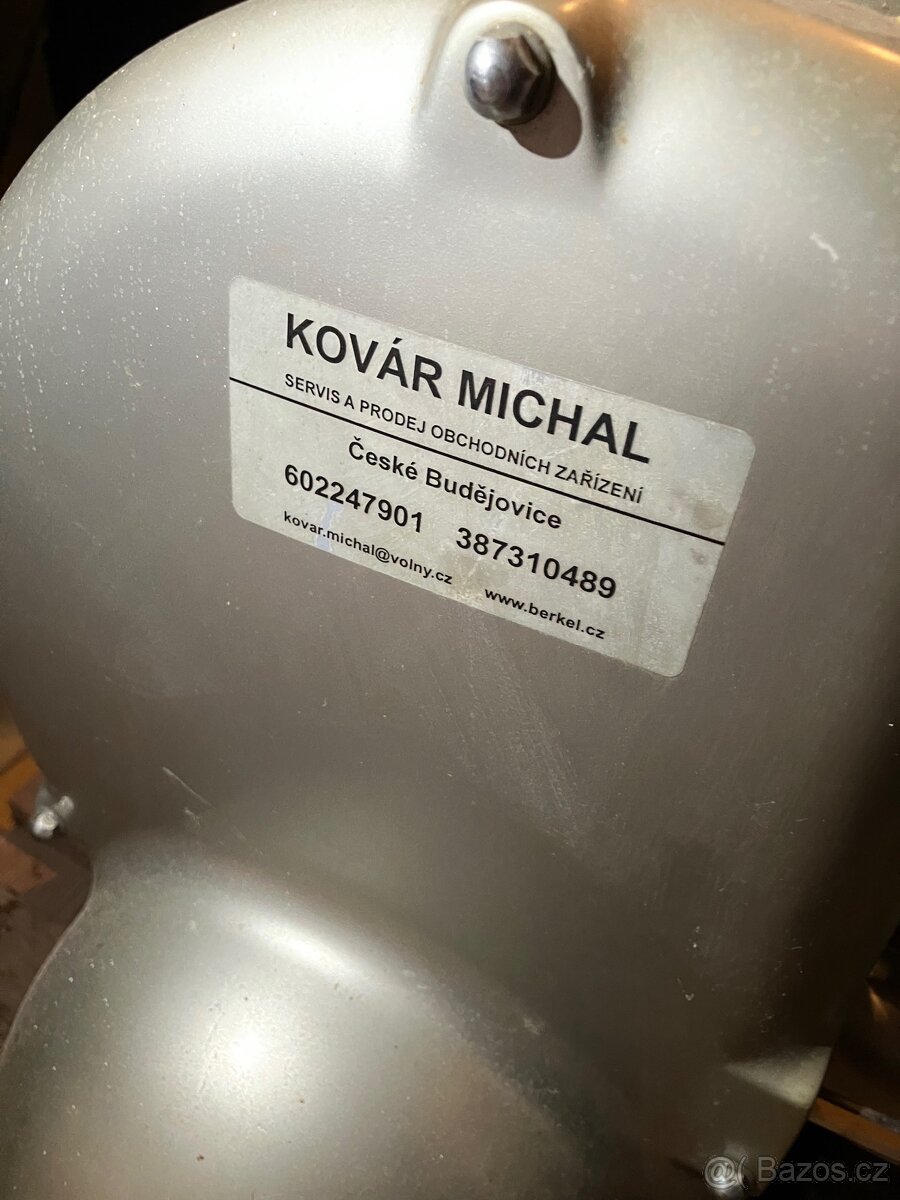 KOVÁR MICHAL
SERVIS A PRODEJ OBCHODNÍCH ZAŘÍZENÍ
České Budějovice
602247901 387310489
kovar.michal@volny.cz www.berkel.cz
Bazos.cz